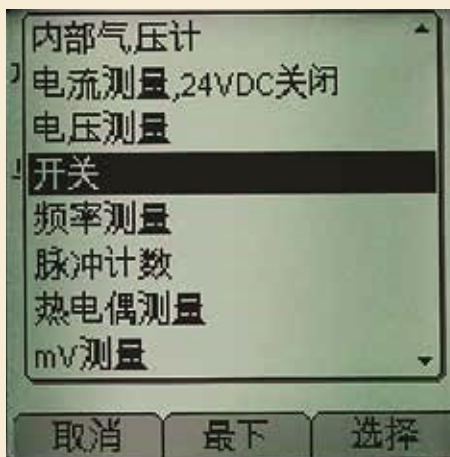 内部气压计
电流测量,24VDC关闭
电压测量
开关
频率测量
脉冲计数
热电偶测量
mV测量
取消 最下 选择